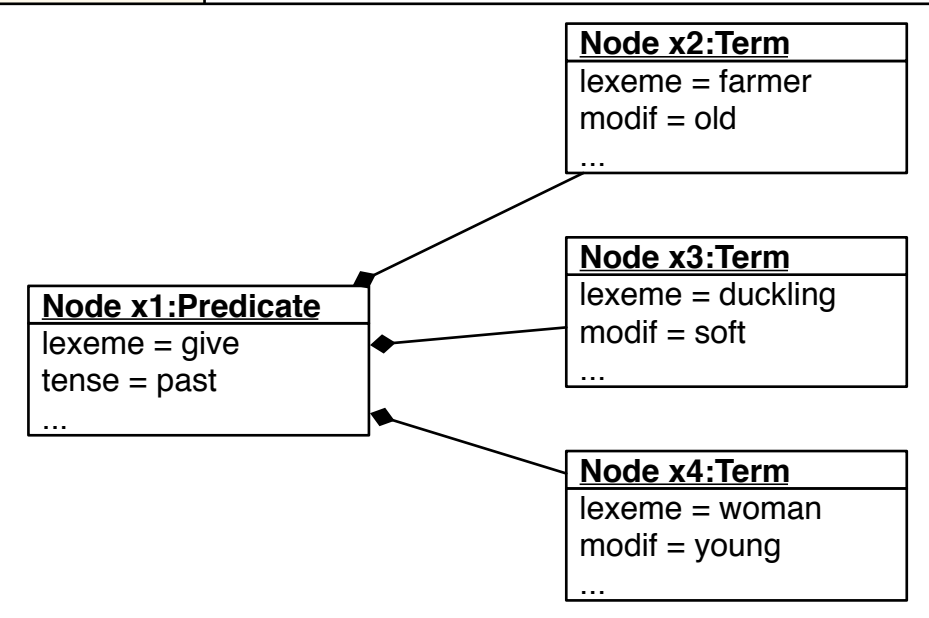 Node x2:Term
lexeme = farmer
modif = old
...
Node x3:Term
lexeme = duckling
modif = soft
...
Node x1:Predicate
lexeme = give
tense = past
...
Node x4:Term
lexeme = woman
modif = young
...